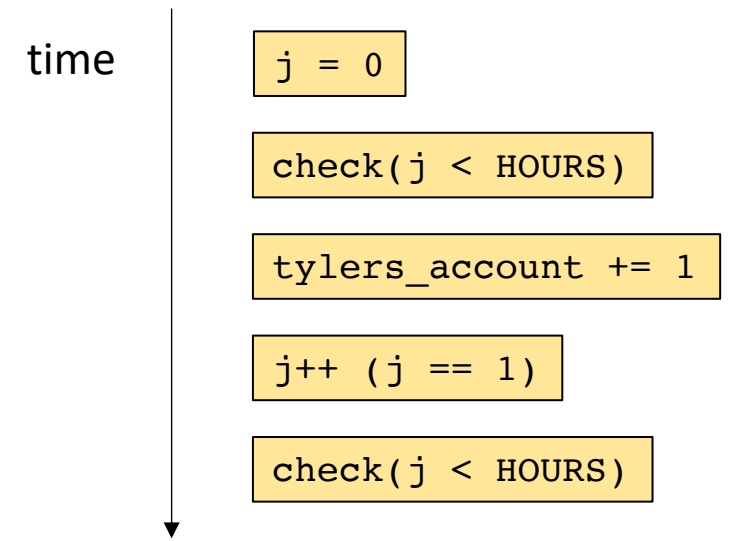 time
j = 0
check(j < HOURS)
tylers_account += 1
j++ (j == 1)
check(j < HOURS)